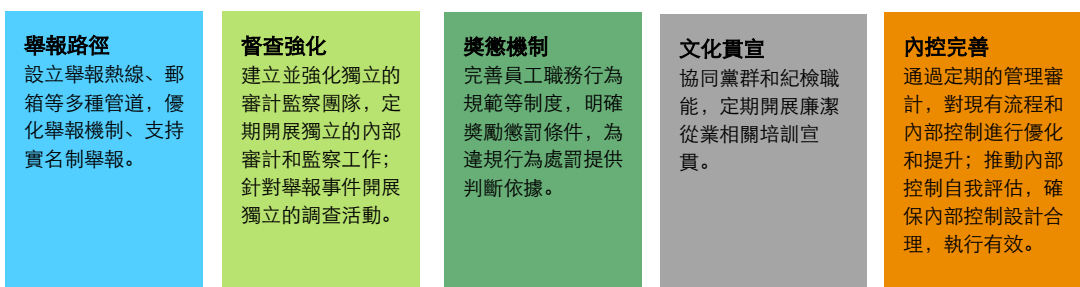 舉報路徑
設立舉報熱線、郵
箱等多種管道，優
化舉報機制、支持
實名制舉報。
督查強化
建立並強化獨立的
審計監察團隊，定
期開展獨立的內部
審計和監察工作；
針對舉報事件開展
獨立的調查活動。
獎懲機制
完善員工職務行為
規範等制度，明確
獎勵懲罰條件，為
違規行為處罰提供
判斷依據。
文化貫宣
協同黨群和紀檢職
能，定期開展廉潔
從業相關培訓宣
貫。
內控完善
通過定期的管理審
計，對現有流程和
內部控制進行優化
和提升；推動內部
控制自我評估，確
保內部控制設計合
理，執行有效。